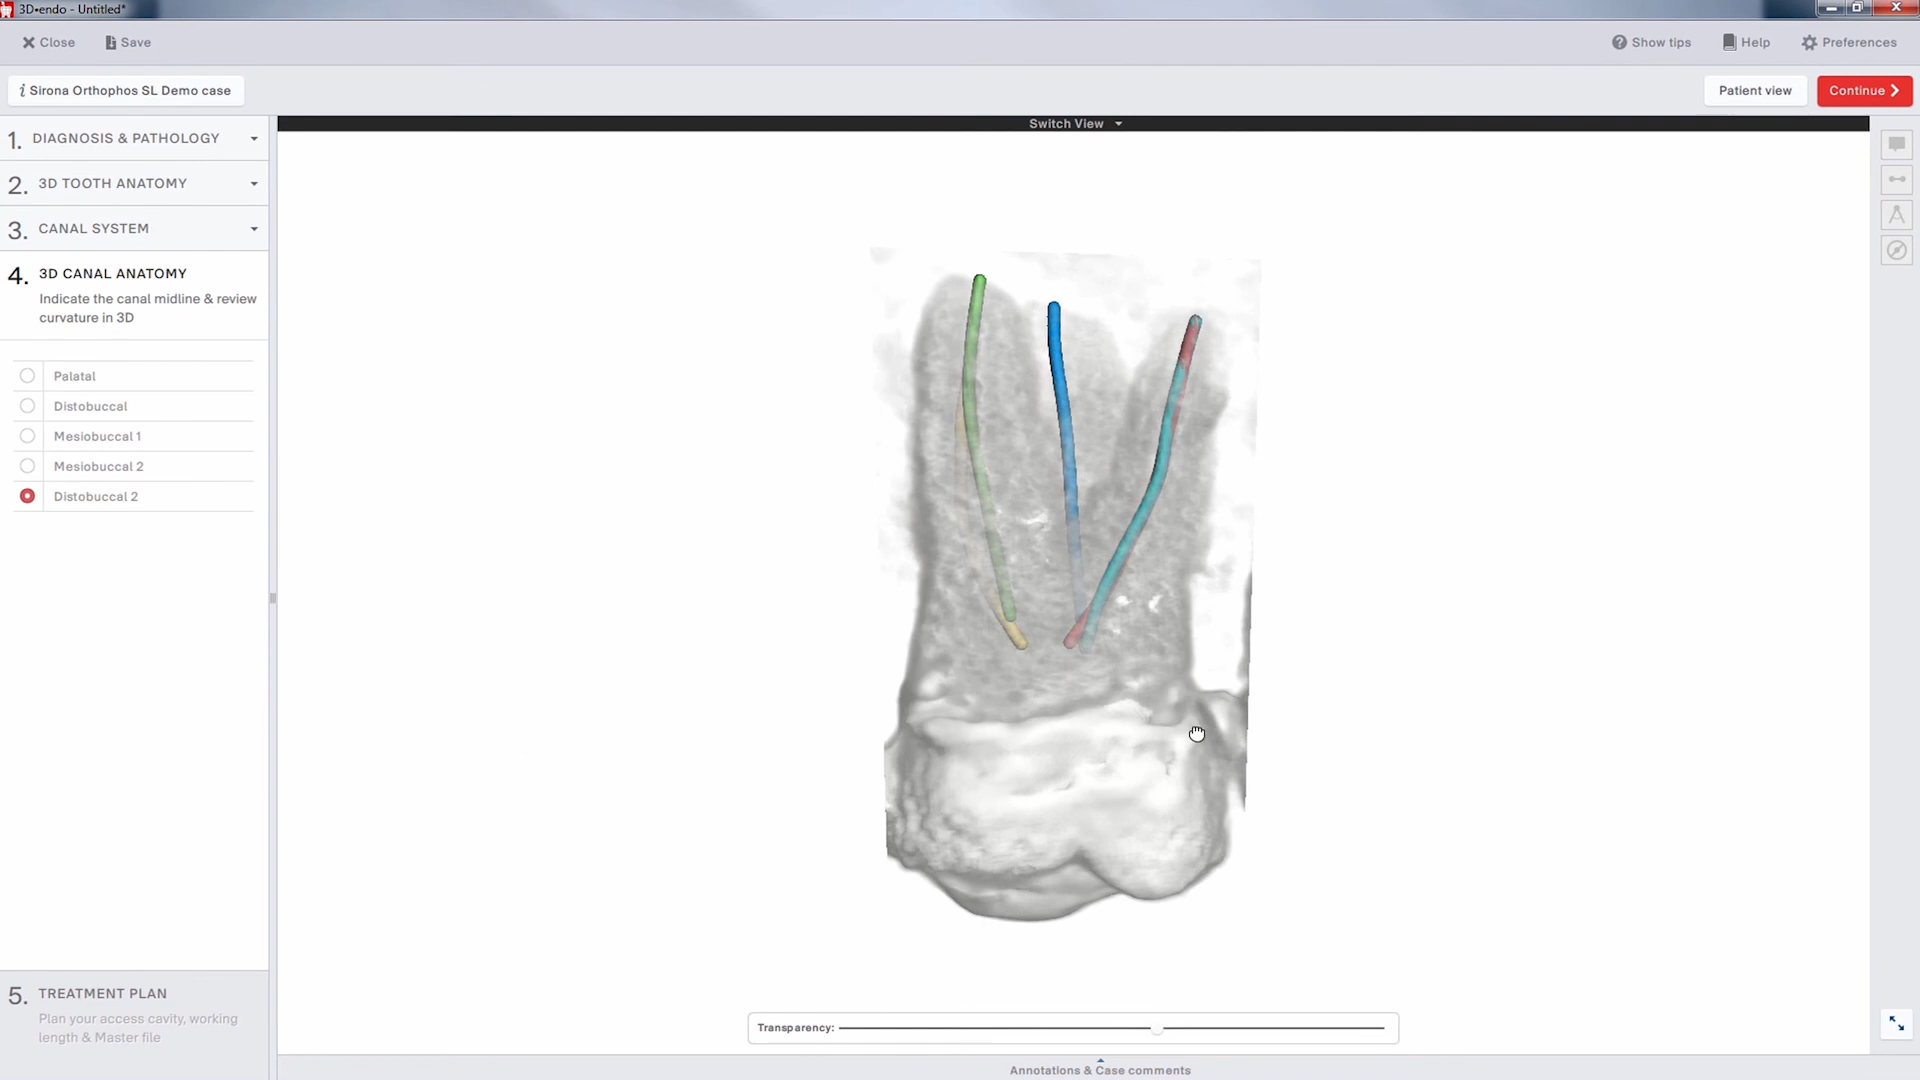 3D•endo - Untitled*
Close
Save
Show tips
Help
Preferences
i Sirona Orthophos SL Demo case
Patient view
Continue
Switch View
1. DIAGNOSIS & PATHOLOGY
2. 3D TOOTH ANATOMY
3. CANAL SYSTEM
4. 3D CANAL ANATOMY
Indicate the canal midline & review
curvature in 3D
Palatal
Distobuccal
Mesiobuccal 1
Mesiobuccal 2
Distobuccal 2
5. TREATMENT PLAN
Plan your access cavity, working
length & Master file
Transparency:
Annotations & Case comments